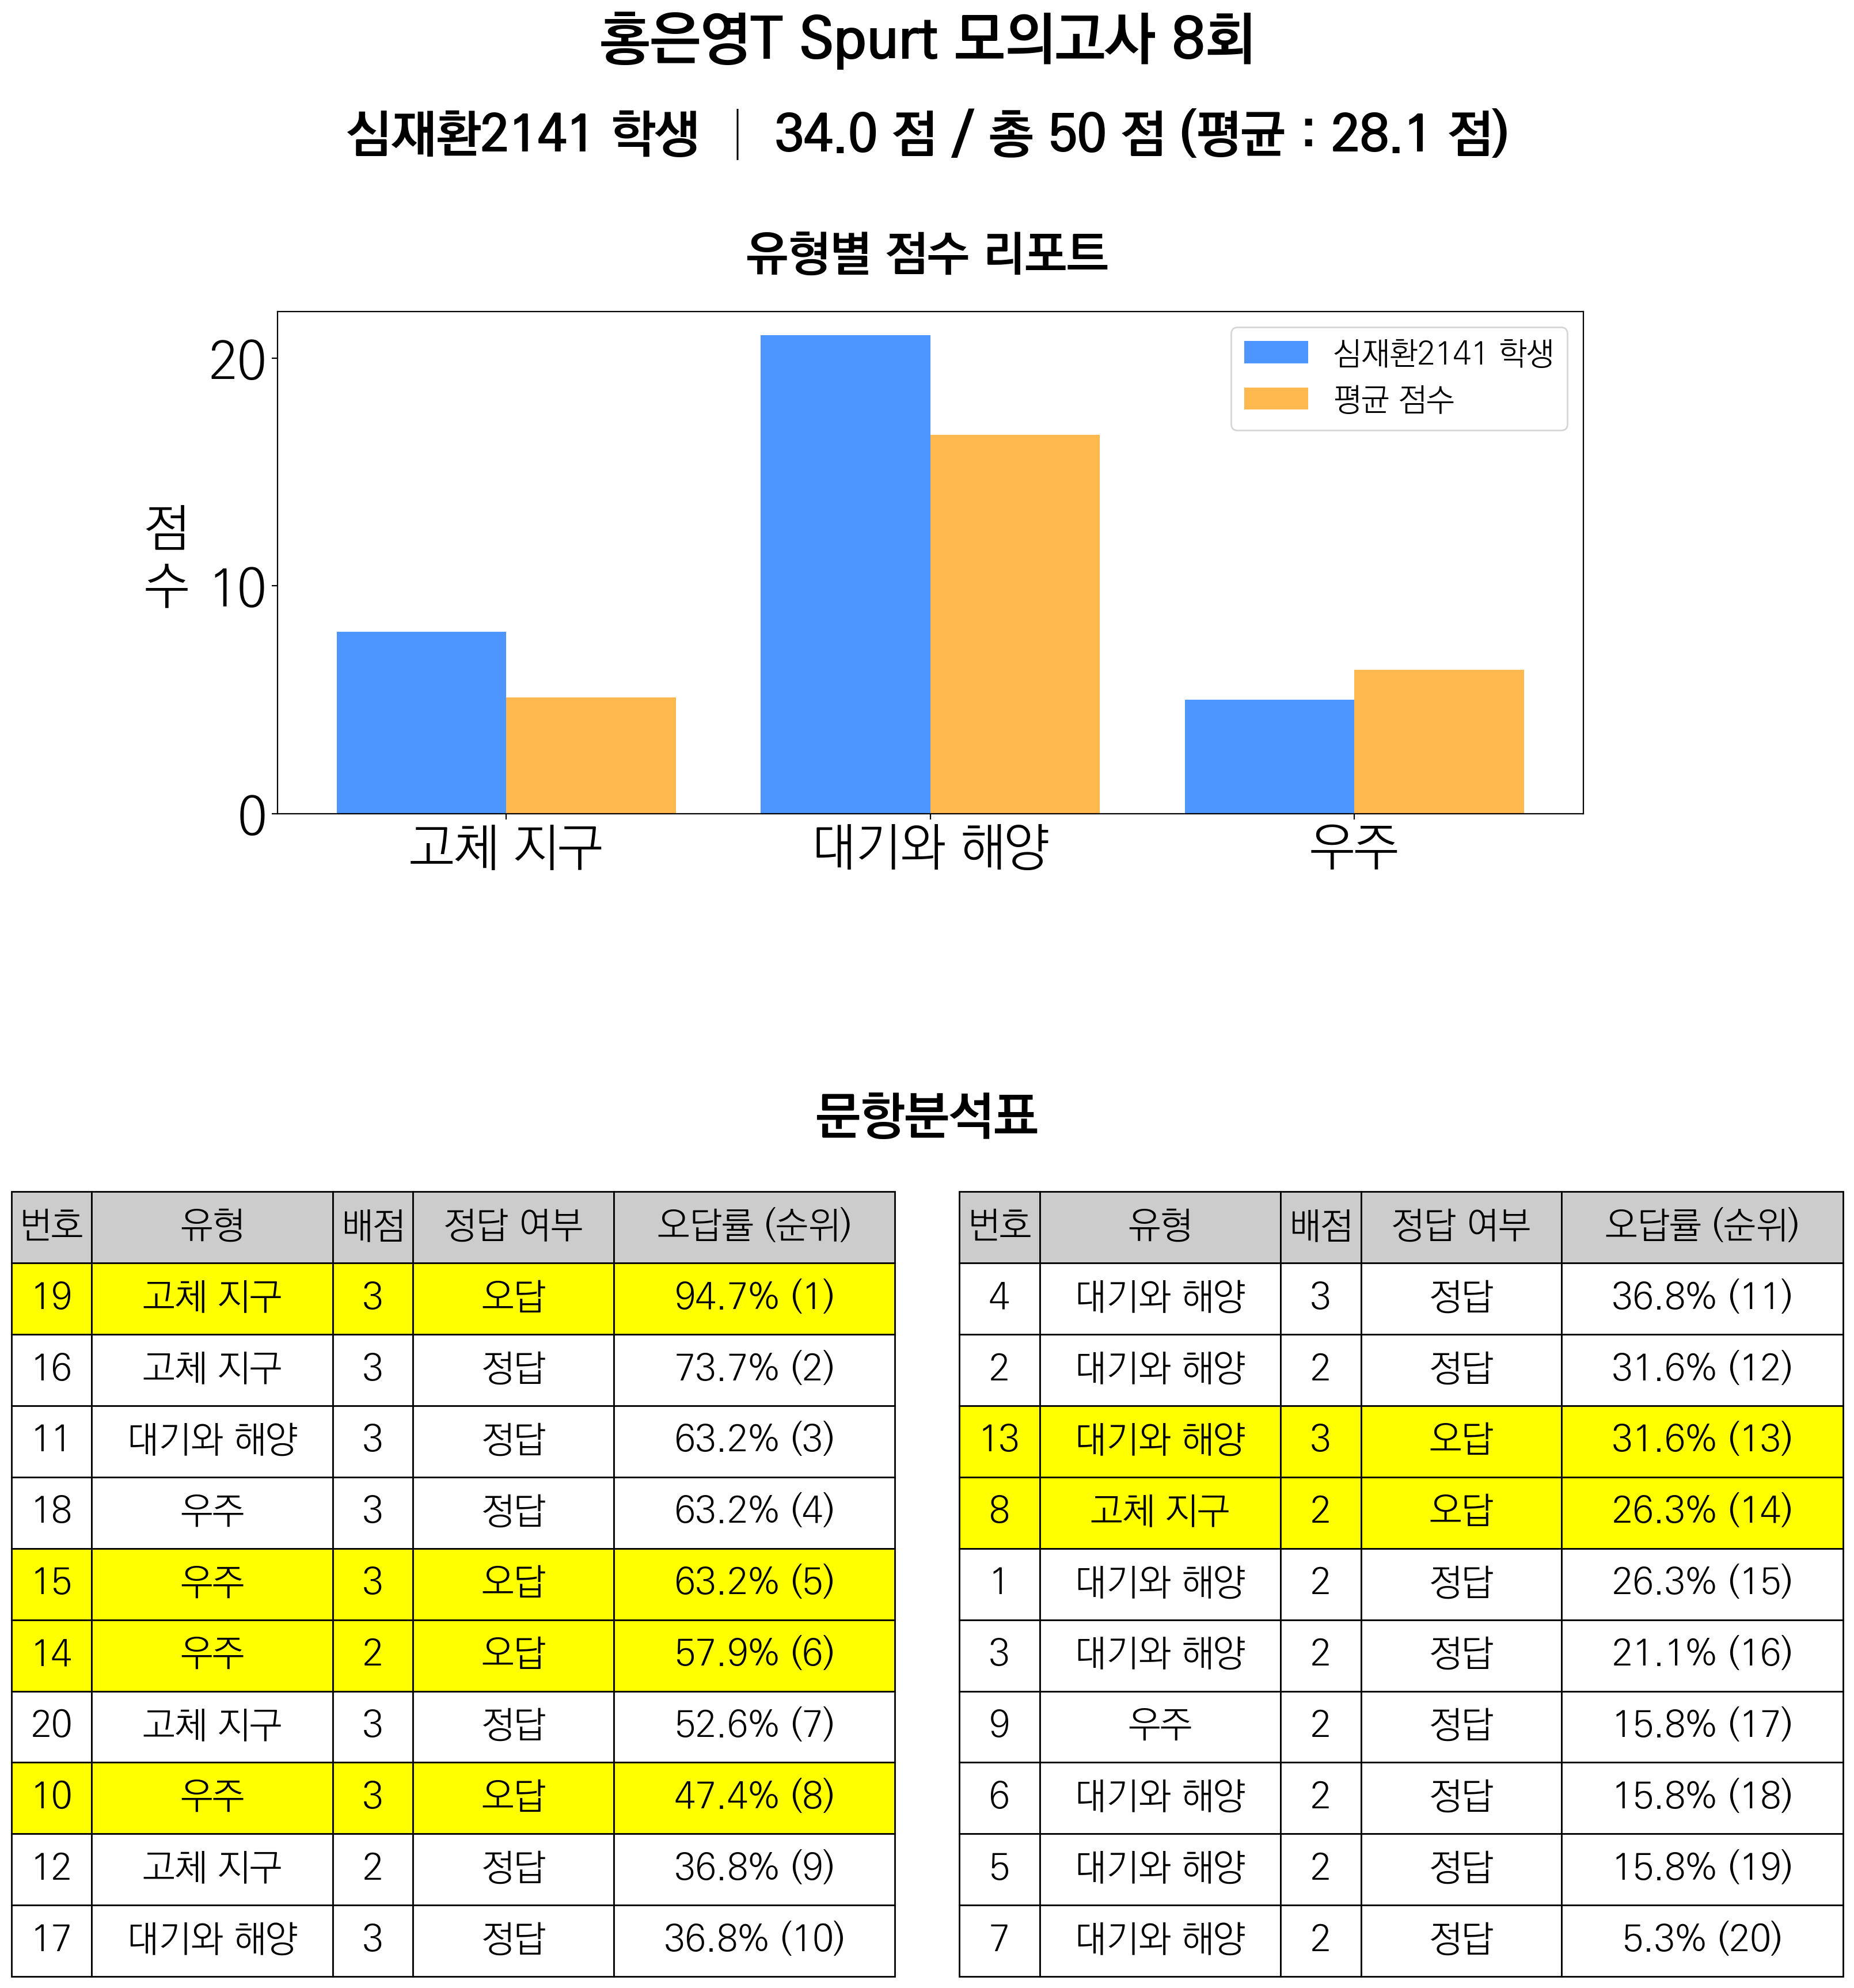 홍은영T Spurt 모의고사 8회
심재환2141 학생 │ 34.0 점 / 총 50 점 (평균 : 28.1 점)
유형별 점수 리포트
심재환2141 학생
평균 점수
점
수
20
10
0
고체 지구 대기와 해양 우주
문항분석표
번호 유형 배점 정답 여부 오답률 (순위)
19 고체 지구 3 오답 94.7% (1)
16 고체 지구 3 정답 73.7% (2)
11 대기와 해양 3 정답 63.2% (3)
18 우주 3 정답 63.2% (4)
15 우주 3 오답 63.2% (5)
14 우주 2 오답 57.9% (6)
20 고체 지구 3 정답 52.6% (7)
10 우주 3 오답 47.4% (8)
12 고체 지구 2 정답 36.8% (9)
17 대기와 해양 3 정답 36.8% (10)
번호 유형 배점 정답 여부 오답률 (순위)
4 대기와 해양 3 정답 36.8% (11)
2 대기와 해양 2 정답 31.6% (12)
13 대기와 해양 3 오답 31.6% (13)
8 고체 지구 2 오답 26.3% (14)
1 대기와 해양 2 정답 26.3% (15)
3 대기와 해양 2 정답 21.1% (16)
9 우주 2 정답 15.8% (17)
6 대기와 해양 2 정답 15.8% (18)
5 대기와 해양 2 정답 15.8% (19)
7 대기와 해양 2 정답 5.3% (20)